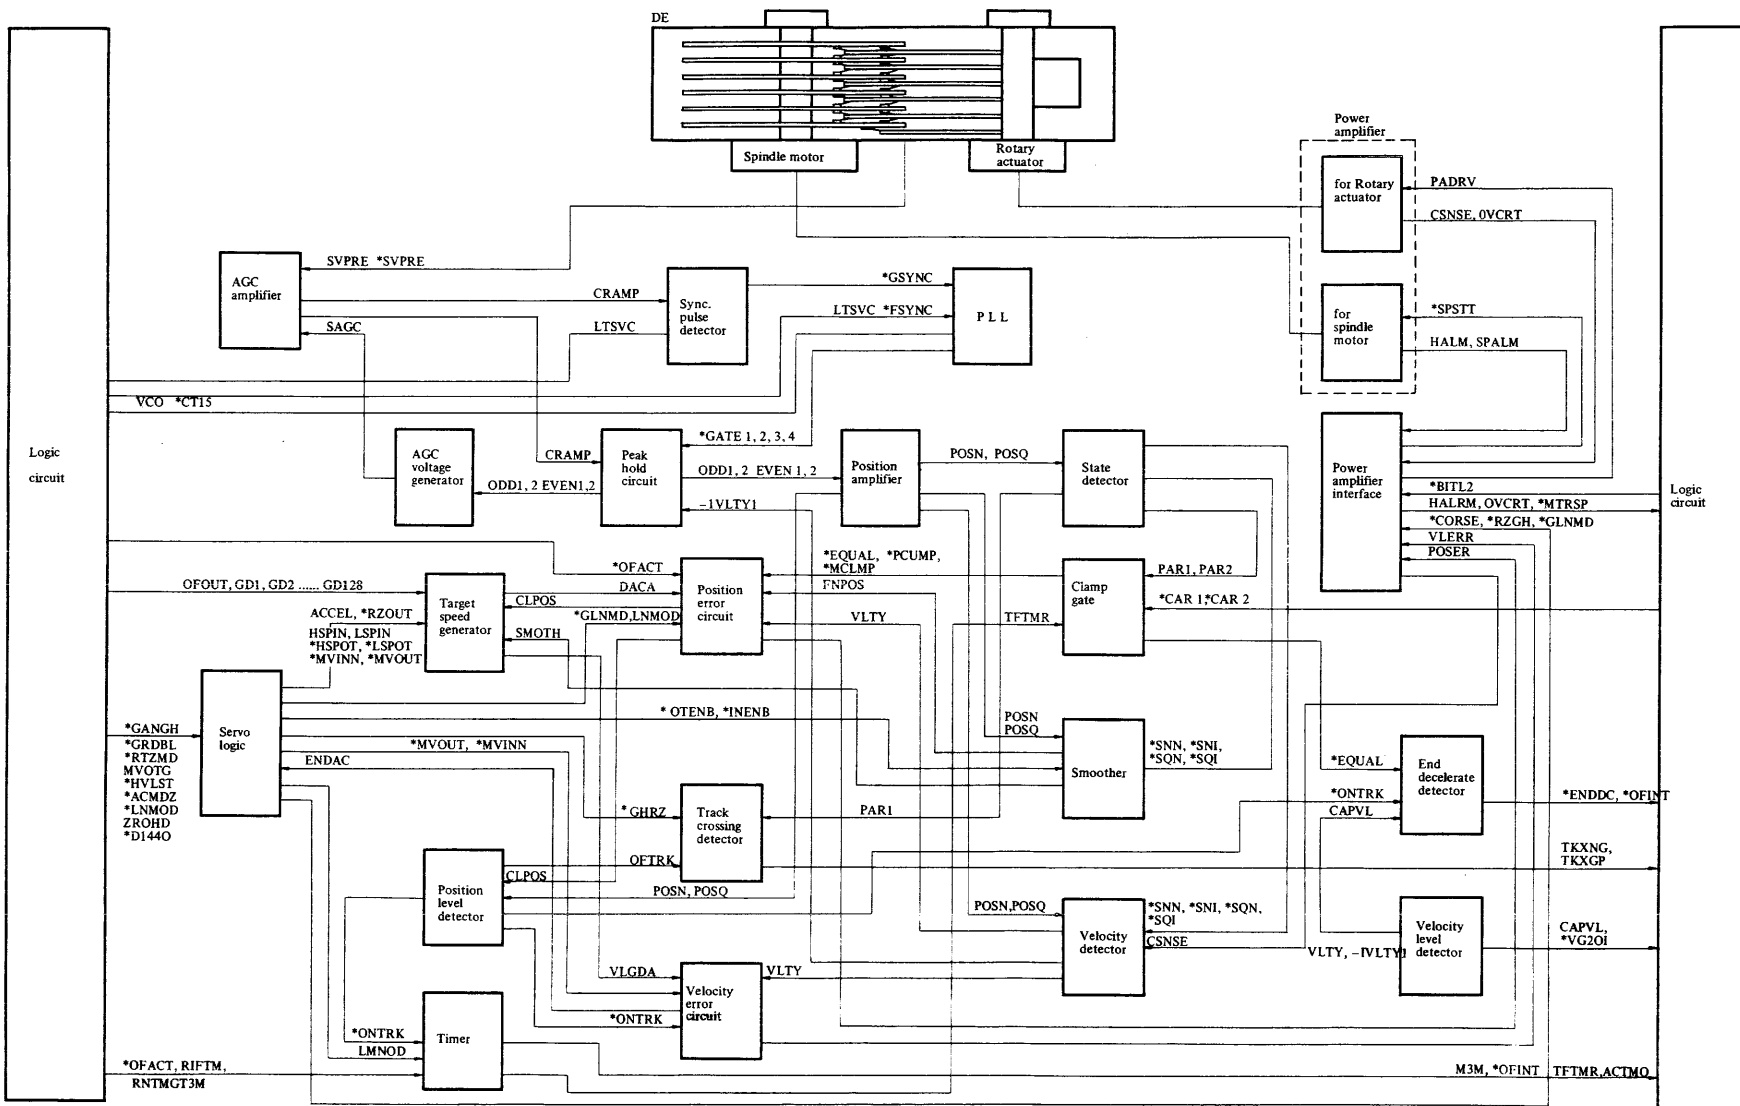 DE
Spindle motor
Rotary
actuator
Power
amplifier
for Rotary
actuator
PADRV
CSNSE, 0VCRT
for
spindle
motor
*SPSTT
HALM, SPALM
AGC
amplifier
SVPRE *SVPRE
CRAMP
SAGC
LTSVC
Sync.
pulse
detector
*GSYNC
LTSVC *FSYNC
P L L
VCO *CT15
Logic
circuit
AGC
voltage
generator
CRAMP
ODD1, 2 EVEN1,2
Peak
hold
circuit
*GATE 1, 2, 3, 4
ODD1, 2 EVEN 1, 2
-1VLTY1
Position
amplifier
POSN, POSQ
State
detector
Power
amplifier
interface
*BITL2
HALRM, OVCRT, *MTRSP
*CORSE, *RZGH, *GLNMD
VLERR
POSER
Logic
circuit
OFOUT, GD1, GD2 ...... GD128
ACCEL, *RZOUT
HSPIN, LSPIN
*HSPOT, *LSPOT
*MVINN, *MVOUT
Target
speed
generator
*OFACT
DACA
CLPOS
*GLNMD,LNMOD
SMOTH
Position
error
circuit
*EQUAL, *PCUMP,
*MCLMP
FNPOS
VLTY
TFTMR
Clamp
gate
PAR1, PAR2
*CAR 1,*CAR 2
*GANGH
*GRDBL
*RTZMD
MVOTG
*HVLST
*ACMDZ
*LNMOD
ZROHD
*D144O
Servo
logic
* OTENB, *INENB
*MVOUT, *MVINN
ENDAC
POSN
POSQ
Smoother
*SNN, *SNI,
*SQN, *SQI
*EQUAL
*ONTRK
CAPVL
End
decelerate
detector
*ENDDC, *OFINT
*GHRZ
OFTRK
CLPOS
POSN, POSQ
Track
crossing
detector
PAR1
TKXNG,
TKXGP
Position
level
detector
POSN,POSQ
Velocity
detector
*SNN, *SNI, *SQN,
*SQI
CSNSE
VLTY, -1VLTY1
Velocity
level
detector
CAPVL,
*VG2OI
VLGDA
*ONTRK
Velocity
error
circuit
VLTY
*ONTRK
LMNOD
Timer
*OFACT, RIFTM,
RNTMGT3M
M3M, *OFINT TFTMR,ACTMO